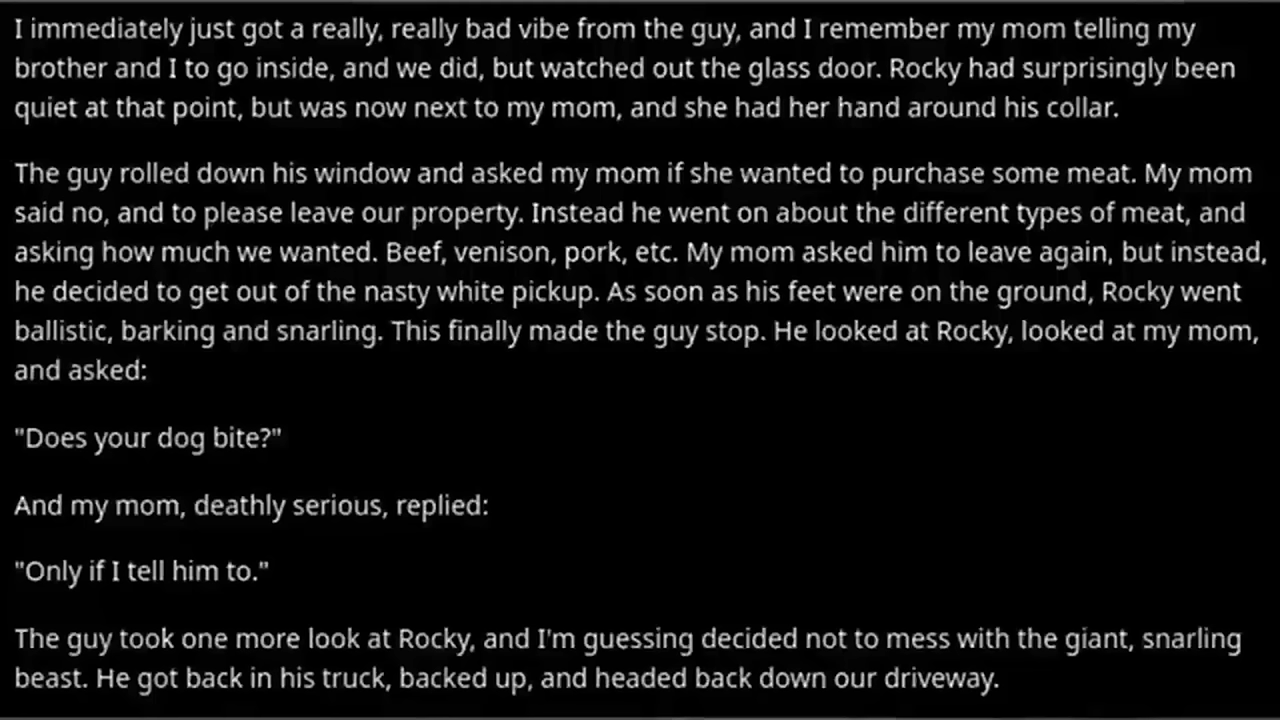 I immediately just got a really, really bad vibe from the guy, and I remember my mom telling my
brother and I to go inside, and we did, but watched out the glass door. Rocky had surprisingly been
quiet at that point, but was now next to my mom, and she had her hand around his collar.
The guy rolled down his window and asked my mom if she wanted to purchase some meat. My mom
said no, and to please leave our property. Instead he went on about the different types of meat, and
asking how much we wanted. Beef, venison, pork, etc. My mom asked him to leave again, but instead,
he decided to get out of the nasty white pickup. As soon as his feet were on the ground, Rocky went
ballistic, barking and snarling. This finally made the guy stop. He looked at Rocky, looked at my mom,
and asked:
"Does your dog bite?"
And my mom, deathly serious, replied:
"Only if I tell him to."
The guy took one more look at Rocky, and I'm guessing decided not to mess with the giant, snarling
beast. He got back in his truck, backed up, and headed back down our driveway.